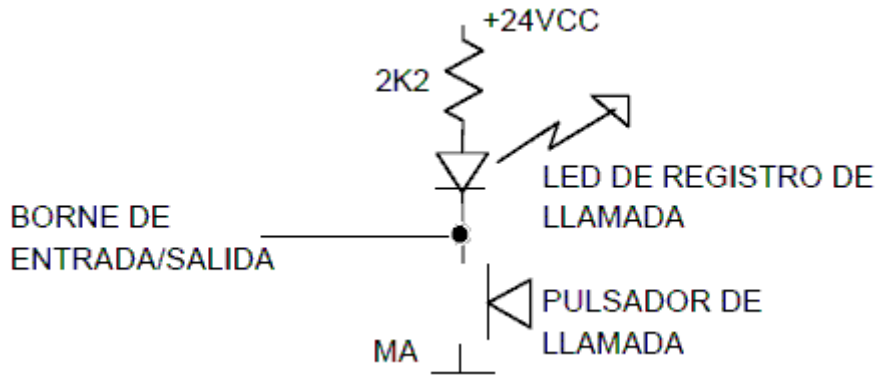 +24VCC
2K2
LED DE REGISTRO DE
LLAMADA
BORNE DE
ENTRADA/SALIDA
PULSADOR DE
LLAMADA
MA